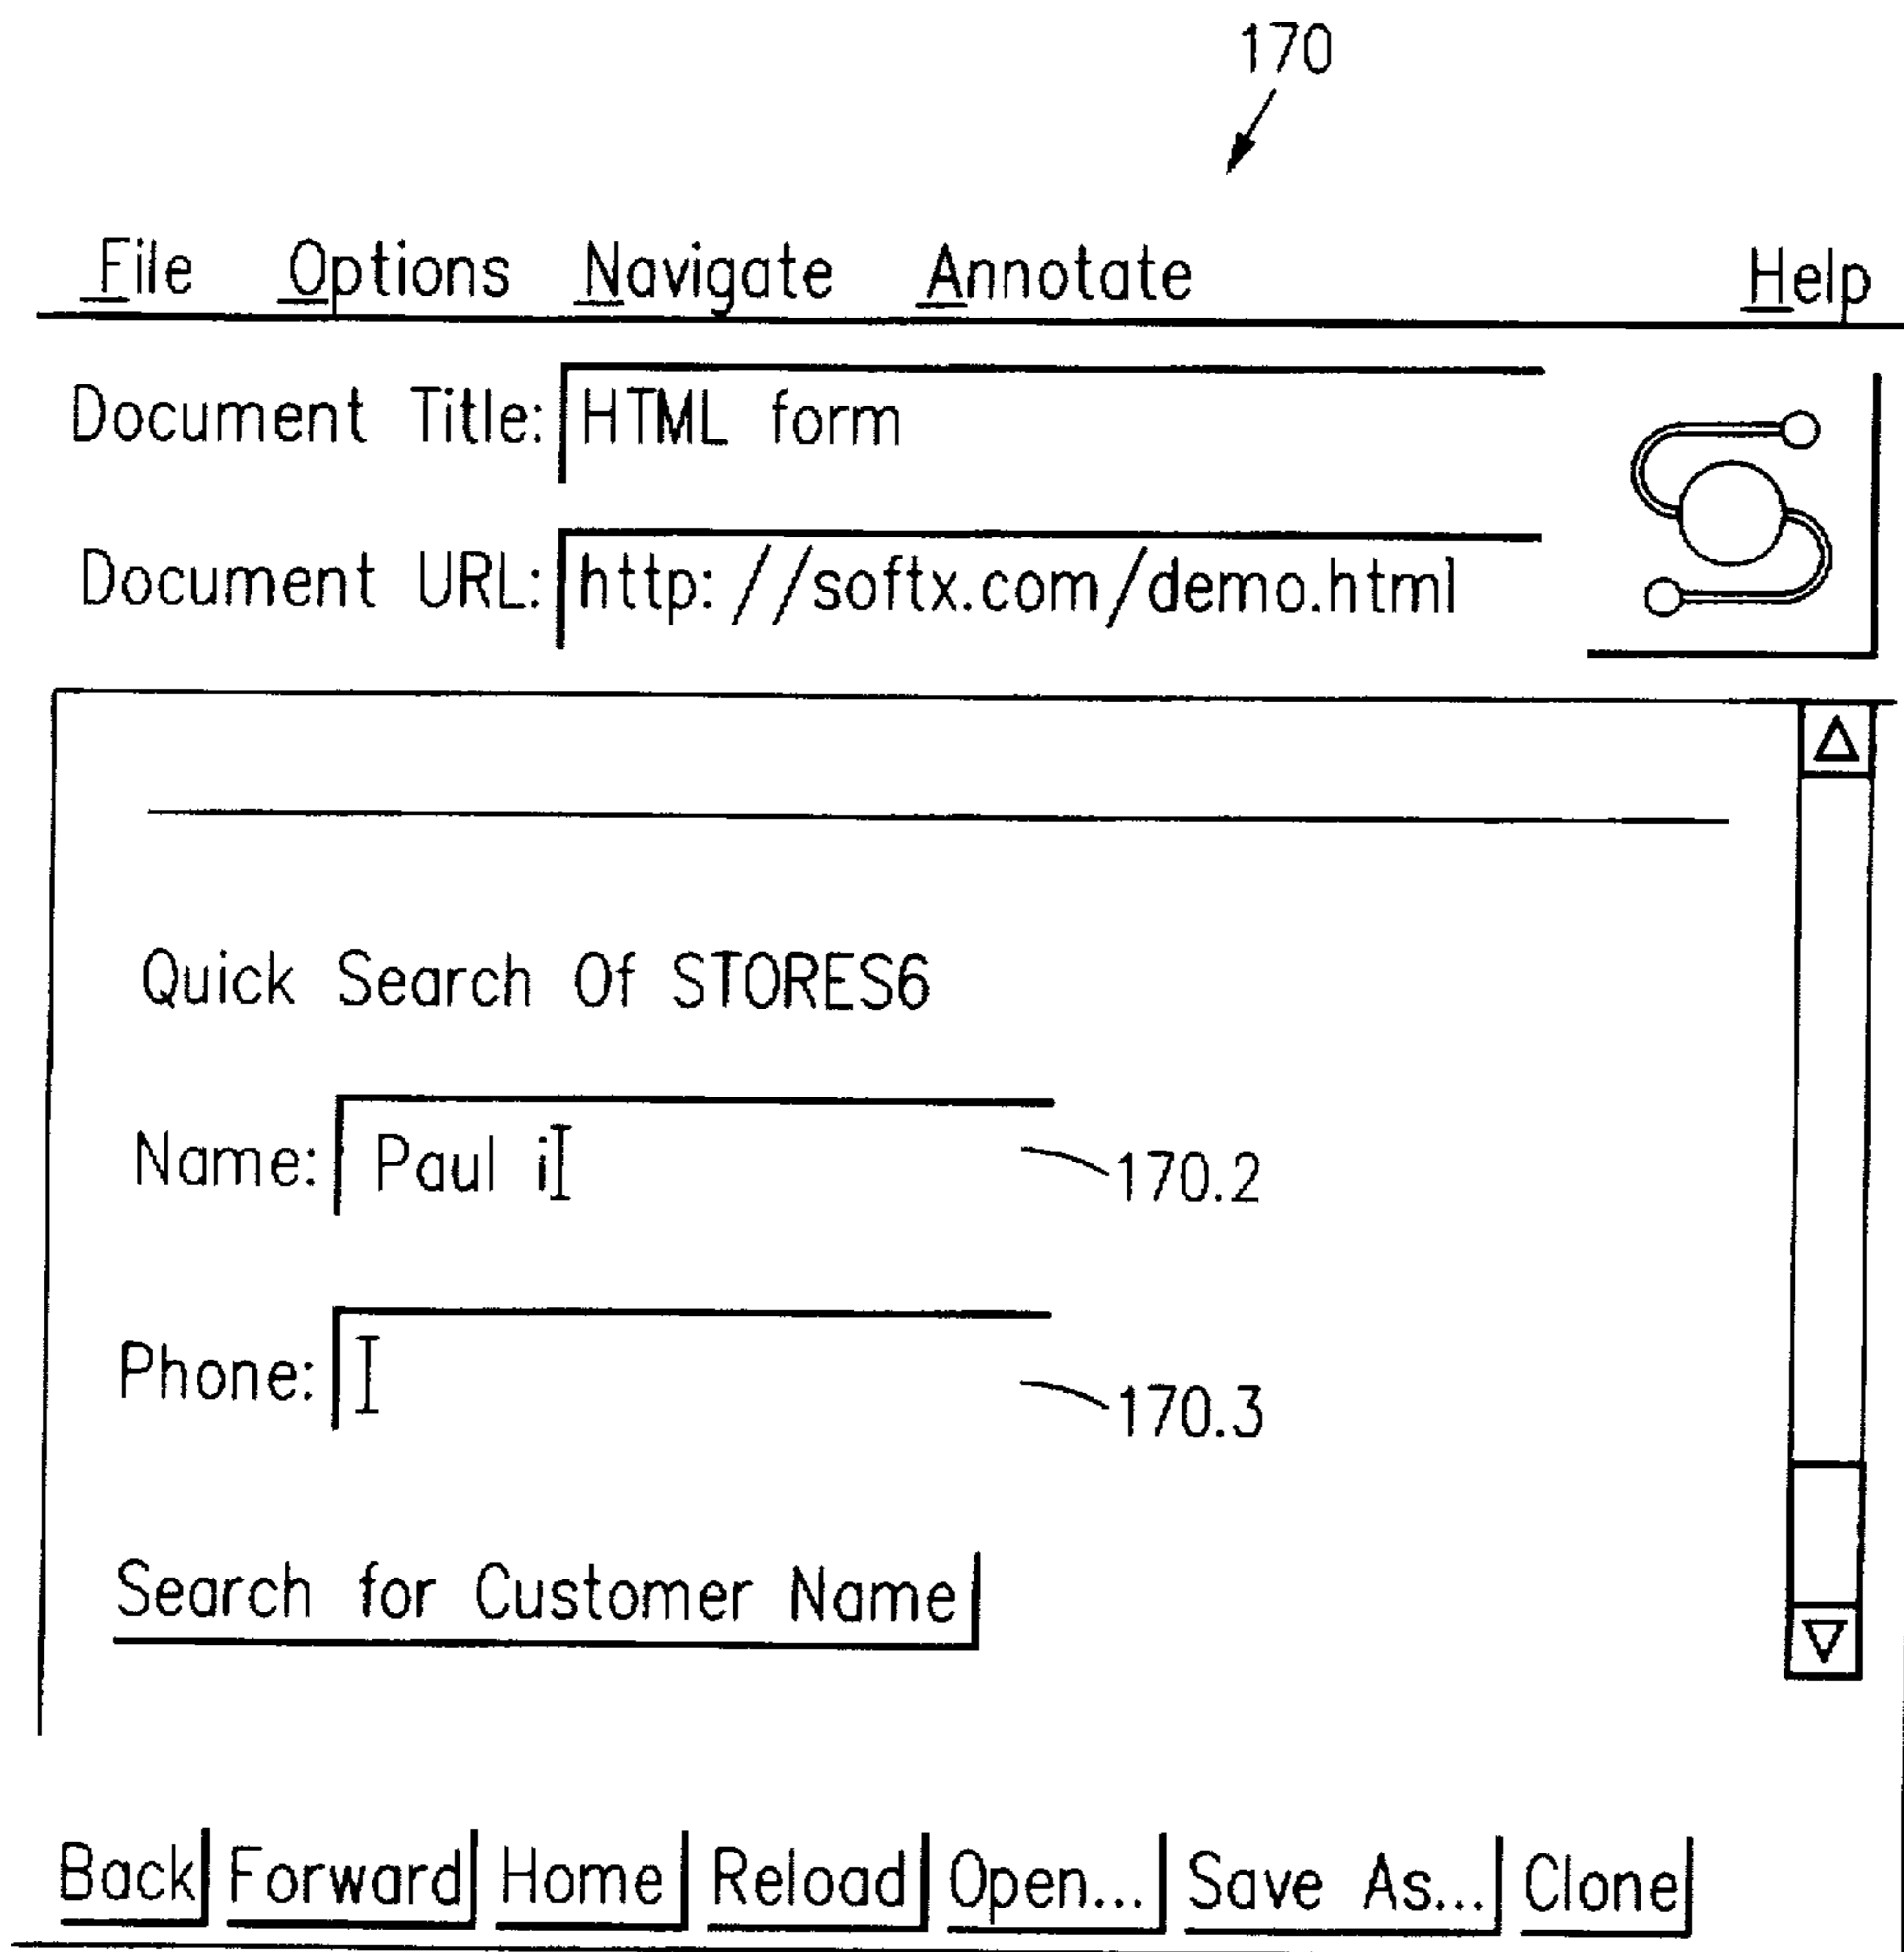 170
File Options Navigate Annotate Help
Document Title: HTML form
Document URL: http://softx.com/demo.html
Quick Search Of STORES6
Name: Paul i
170.2
Phone:
170.3
Search for Customer Name
Back Forward Home Reload Open... Save As... Clone